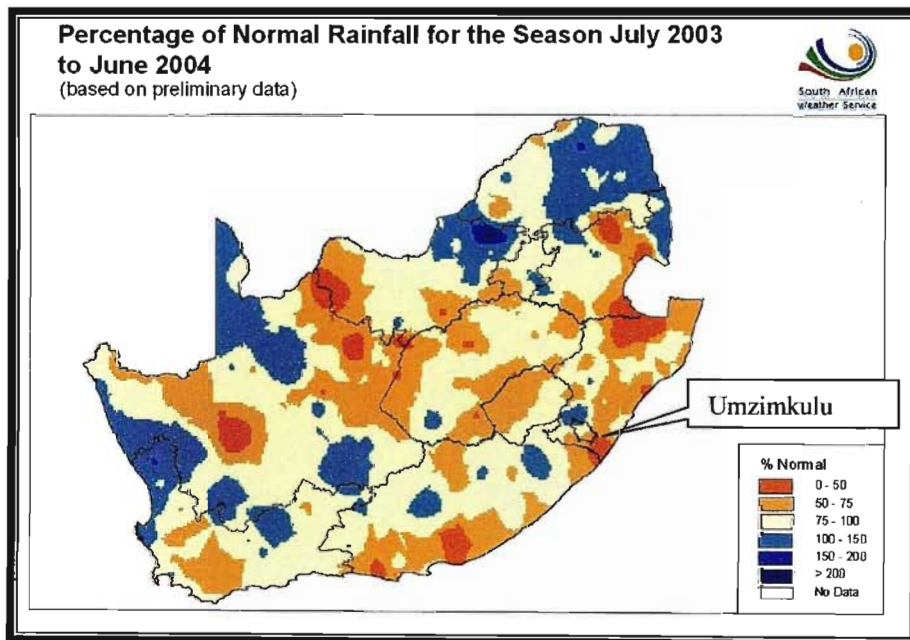 Percentage of Normal Rainfall for the Season July 2003
to June 2004
(based on preliminary data)
South African
Weather Service
Umzimkulu
% Normal
0 - 50
50 - 75
75 - 100
100 - 150
150 - 200
> 200
No Data